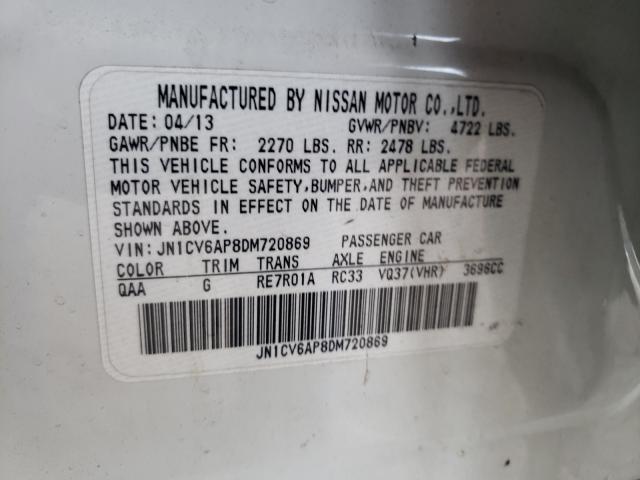 MANUFACTURED BY NISSAN MOTOR CO.,LTD.
DATE: 04/13 GVWR/PNBV: 4722 LBS.
GAWR/PNBE FR: 2270 LBS. RR: 2478 LBS.
THIS VEHICLE CONFORMS TO ALL APPLICABLE FEDERAL
MOTOR VEHICLE SAFETY,BUMPER,AND THEFT PREVENTION
STANDARDS IN EFFECT ON THE DATE OF MANUFACTURE
SHOWN ABOVE.
VIN: JN1CV6AP8DM720869 PASSENGER CAR
COLOR TRIM TRANS AXLE ENGINE
QAA G RE7R01A RC33 VQ37(VHR) 3696CC
JN1CV6AP8DM720869